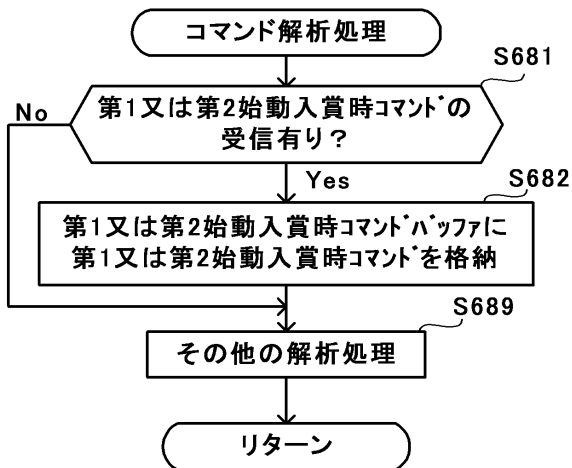 コマンド解析処理
S681
No
第1又は第2始動入賞時ｺﾏﾝﾄﾞの
受信有り？
Yes
S682
第1又は第2始動入賞時ｺﾏﾝﾄﾞﾊﾞｯﾌｧに
第1又は第2始動入賞時ｺﾏﾝﾄﾞを格納
S689
その他の解析処理
リターン